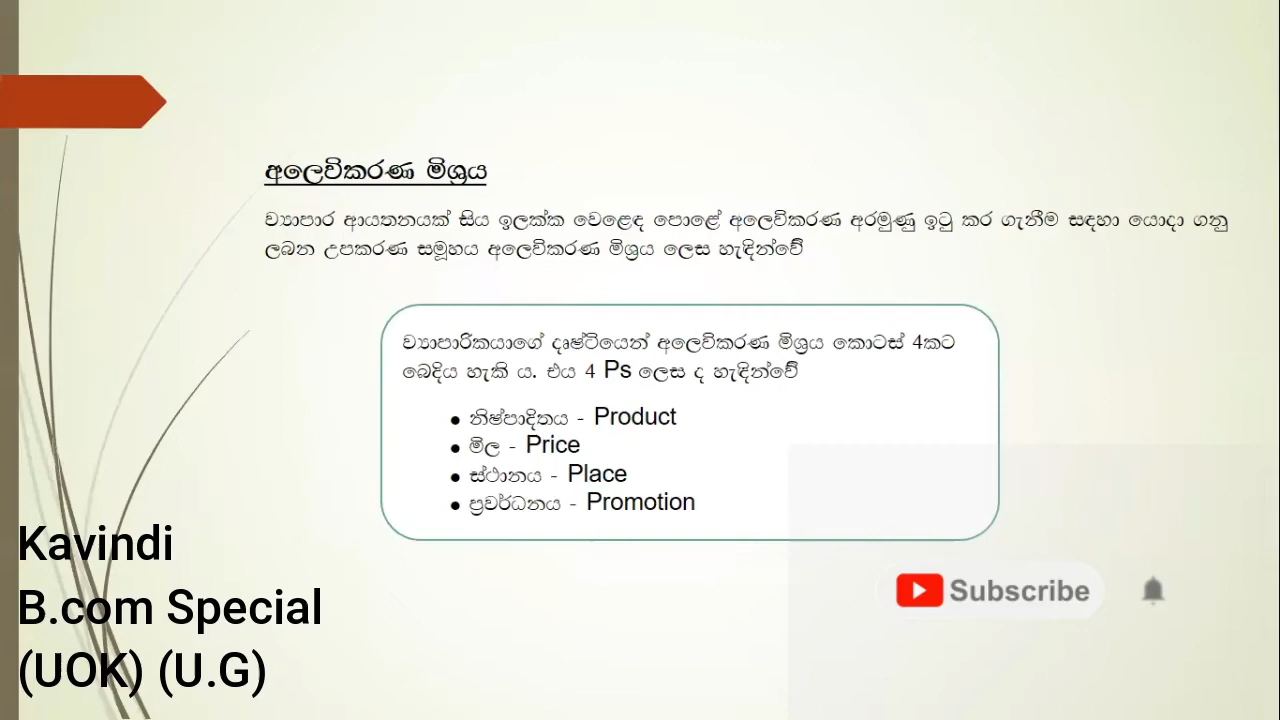 අලෙවිකරණ මිශ්‍රය
ව්‍යාපාර ආයතනයක් සිය ඉලක්ක වෙළෙඳ පොළේ අලෙවිකරණ අරමුණු ඉටු කර ගැනීම සඳහා යොදා ගනු
ලබන උපකරණ සමූහය අලෙවිකරණ මිශ්‍රය ලෙස හැඳින්වේ
ව්‍යාපාරිකයාගේ දෘෂ්ටියෙන් අලෙවිකරණ මිශ්‍රය කොටස් 4කට
බෙදිය හැකි ය. එය 4 Ps ලෙස ද හැඳින්වේ
• නිෂ්පාදිතය - Product
• මිල - Price
• ස්ථානය - Place
• ප්‍රවර්ධනය - Promotion
Kavindi
B.com Special
(UOK) (U.G)
Subscribe